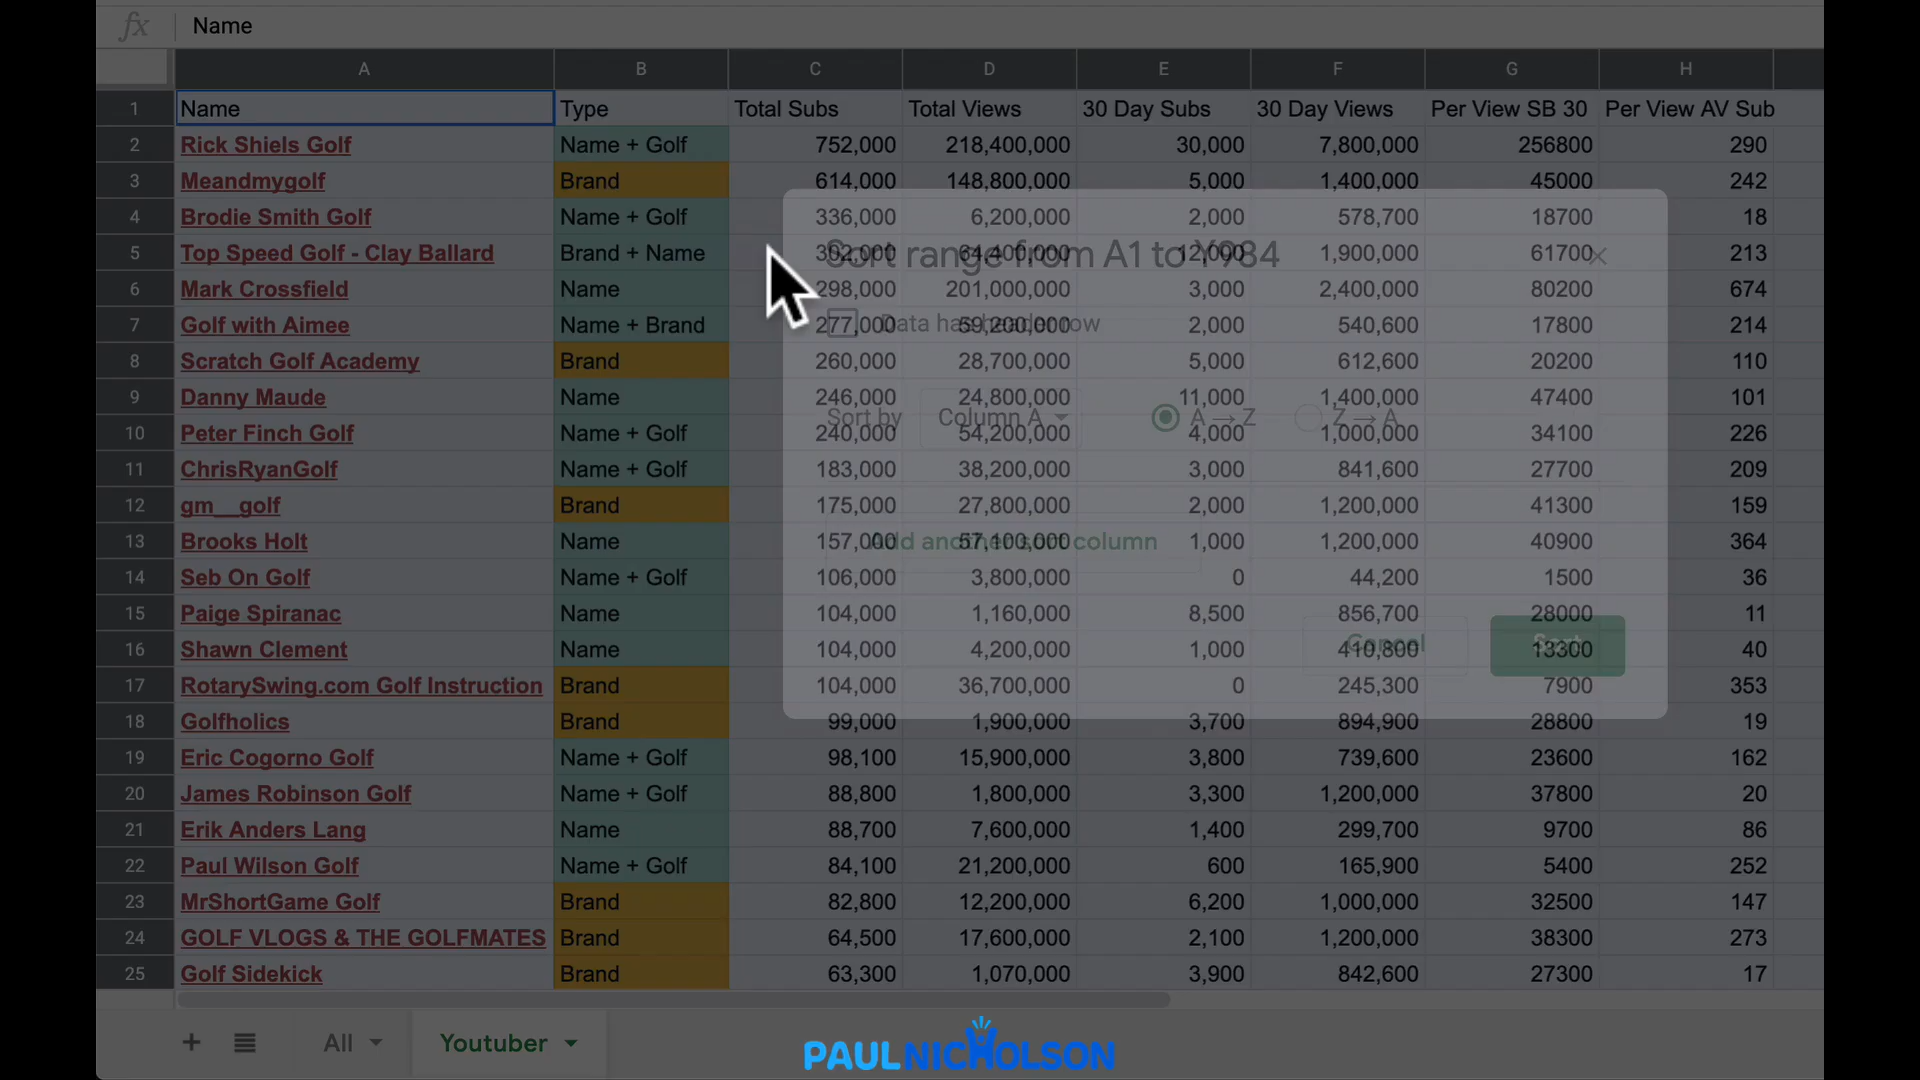 fx Name
A B C D E F G H
1 Name Type Total Subs Total Views 30 Day Subs 30 Day Views Per View SB 30 Per View AV Sub
2 Rick Shiels Golf Name + Golf 752,000 218,400,000 30,000 7,800,000 256800 290
3 Meandmygolf Brand 614,000 148,800,000 5,000 1,400,000 45000 242
4 Brodie Smith Golf Name + Golf 336,000 6,200,000 2,000 578,700 18700 18
5 Top Speed Golf - Clay Ballard Brand + Name 302,000 64,400,000 12,000 1,900,000 61700 213
Sort range from A1 to Y984
6 Mark Crossfield Name 298,000 201,000,000 3,000 2,400,000 80200 674
7 Golf with Aimee Name + Brand 277,000 59,200,000 2,000 540,600 17800 214
Data has header row
8 Scratch Golf Academy Brand 260,000 28,700,000 5,000 612,600 20200 110
9 Danny Maude Name 246,000 24,800,000 11,000 1,400,000 47400 101
Sort by Column A A → Z Z → A
10 Peter Finch Golf Name + Golf 240,000 54,200,000 4,000 1,000,000 34100 226
11 ChrisRyanGolf Name + Golf 183,000 38,200,000 3,000 841,600 27700 209
12 gm__golf Brand 175,000 27,800,000 2,000 1,200,000 41300 159
13 Brooks Holt Name 157,000 57,100,000 1,000 1,200,000 40900 364
Add another sort column
14 Seb On Golf Name + Golf 106,000 3,800,000 0 44,200 1500 36
15 Paige Spiranac Name 104,000 1,160,000 8,500 856,700 28000 11
16 Shawn Clement Name 104,000 4,200,000 1,000 410,800 13300 40
Cancel Sort
17 RotarySwing.com Golf Instruction Brand 104,000 36,700,000 0 245,300 7900 353
18 Golfholics Brand 99,000 1,900,000 3,700 894,900 28800 19
19 Eric Cogorno Golf Name + Golf 98,100 15,900,000 3,800 739,600 23600 162
20 James Robinson Golf Name + Golf 88,800 1,800,000 3,300 1,200,000 37800 20
21 Erik Anders Lang Name 88,700 7,600,000 1,400 299,700 9700 86
22 Paul Wilson Golf Name + Golf 84,100 21,200,000 600 165,900 5400 252
23 MrShortGame Golf Brand 82,800 12,200,000 6,200 1,000,000 32500 147
24 GOLF VLOGS & THE GOLFMATES Brand 64,500 17,600,000 2,100 1,200,000 38300 273
25 Golf Sidekick Brand 63,300 1,070,000 3,900 842,600 27300 17
All Youtuber
PAULNICHOLSON